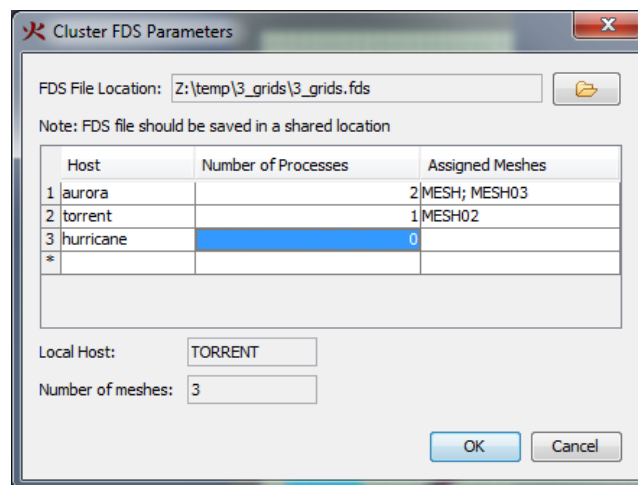 火 Cluster FDS Parameters
FDS File Location: Z:\temp\3_grids\3_grids.fds
Note: FDS file should be saved in a shared location
Host Number of Processes Assigned Meshes
1 aurora 2 MESH; MESH03
2 torrent 1 MESH02
3 hurricane 0
*
Local Host: TORRENT
Number of meshes: 3
OK Cancel